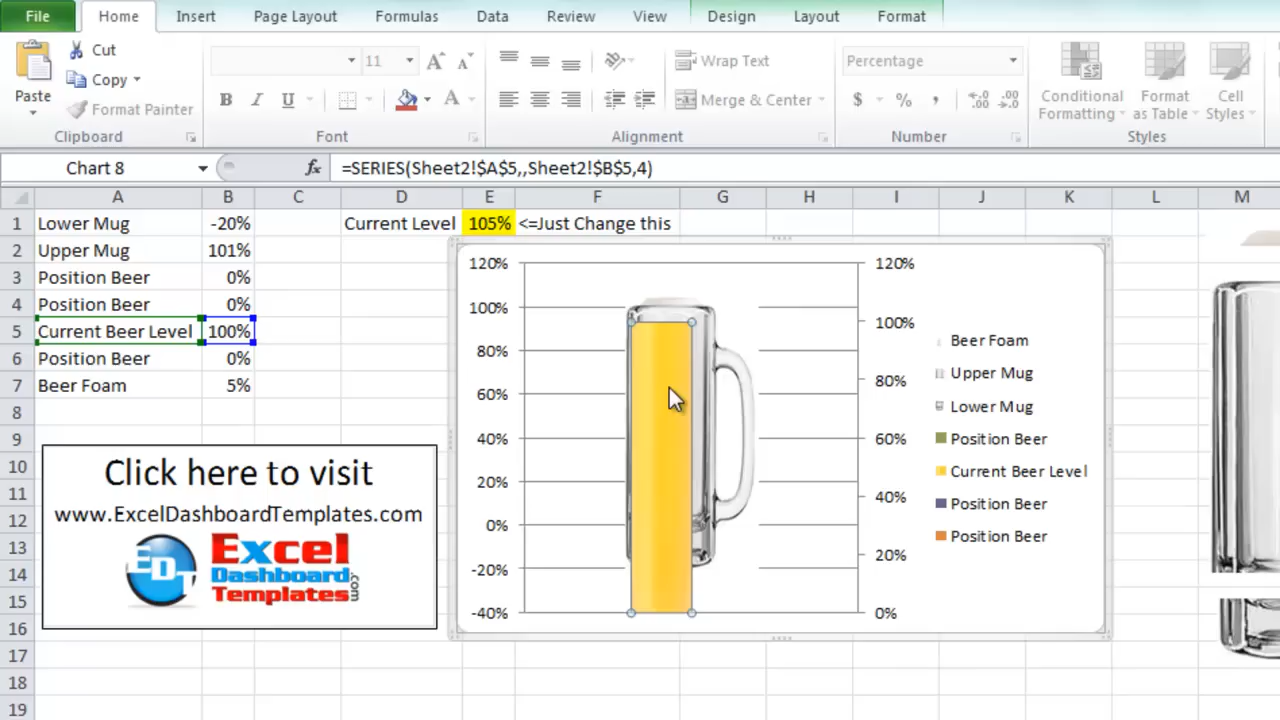 File Home Insert Page Layout Formulas Data Review View Design Layout Format
Paste Cut
Copy
Format Painter
11
Wrap Text
Percentage
B I U A
Merge & Center
$ % ,
Conditional Formatting
Format as Table
Cell Styles
Clipboard Font Alignment Number Styles
Chart 8 fx =SERIES(Sheet2!$A$5,,Sheet2!$B$5,4)
A B C D E F G H I J K L M
1 Lower Mug -20% Current Level 105% <=Just Change this
2 Upper Mug 101%
3 Position Beer 0%
4 Position Beer 0%
5 Current Beer Level 100%
6 Position Beer 0%
7 Beer Foam 5%
8
9
10
11
12
13
14
15
16
17
18
19
Click here to visit
www.ExcelDashboardTemplates.com
EDT
Excel
Dashboard
Templates.com
120%
100%
80%
60%
40%
20%
0%
-20%
-40%
120%
100%
80%
60%
40%
20%
0%
Beer Foam
Upper Mug
Lower Mug
Position Beer
Current Beer Level
Position Beer
Position Beer